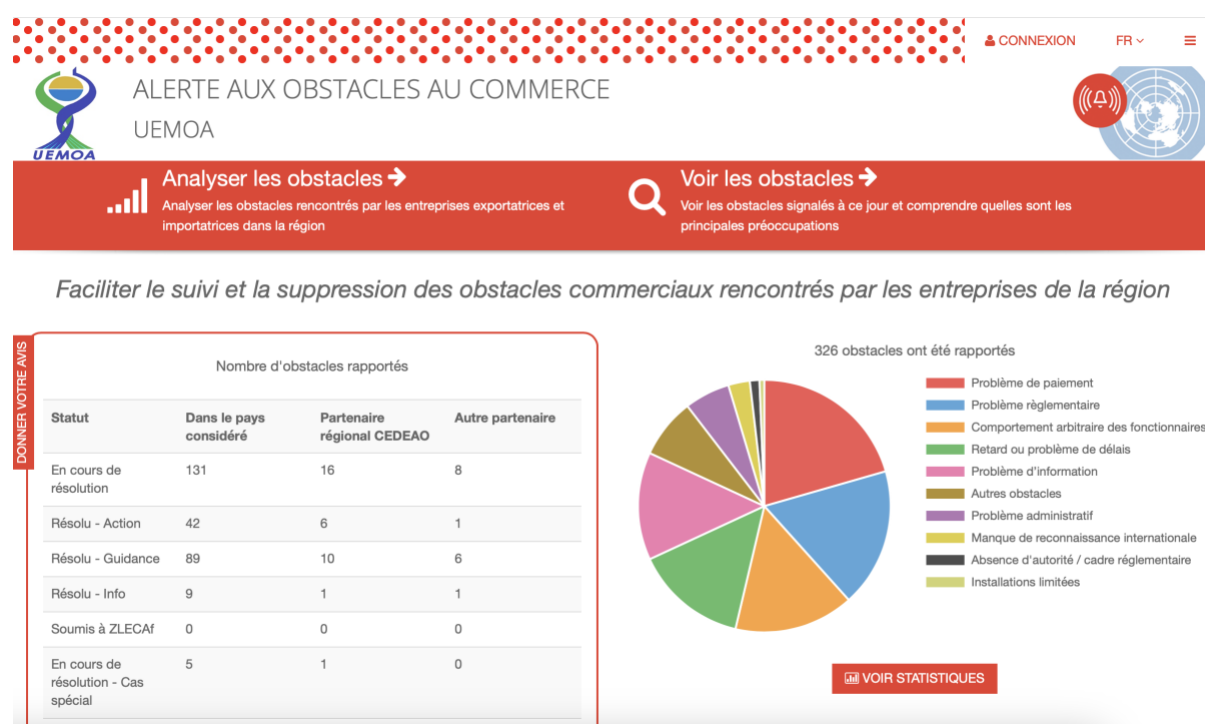 CONNEXION
FR
ALERTE AUX OBSTACLES AU COMMERCE
UEMOA
UEMOA
Analyser les obstacles
Analyser les obstacles rencontrés par les entreprises exportatrices et
importatrices dans la région
Voir les obstacles
Voir les obstacles signalés à ce jour et comprendre quelles sont les
principales préoccupations
Faciliter le suivi et la suppression des obstacles commerciaux rencontrés par les entreprises de la région
DONNER VOTRE AVIS
Nombre d'obstacles rapportés
Statut Dans le pays considéré Partenaire régional CEDEAO Autre partenaire
En cours de résolution 131 16 8
Résolu - Action 42 6 1
Résolu - Guidance 89 10 6
Résolu - Info 9 1 1
Soumis à ZLECAf 0 0 0
En cours de résolution - Cas spécial 5 1 0
326 obstacles ont été rapportés
Problème de paiement
Problème règlementaire
Comportement arbitraire des fonctionnaires
Retard ou problème de délais
Problème d'information
Autres obstacles
Problème administratif
Manque de reconnaissance internationale
Absence d'autorité / cadre réglementaire
Installations limitées
VOIR STATISTIQUES